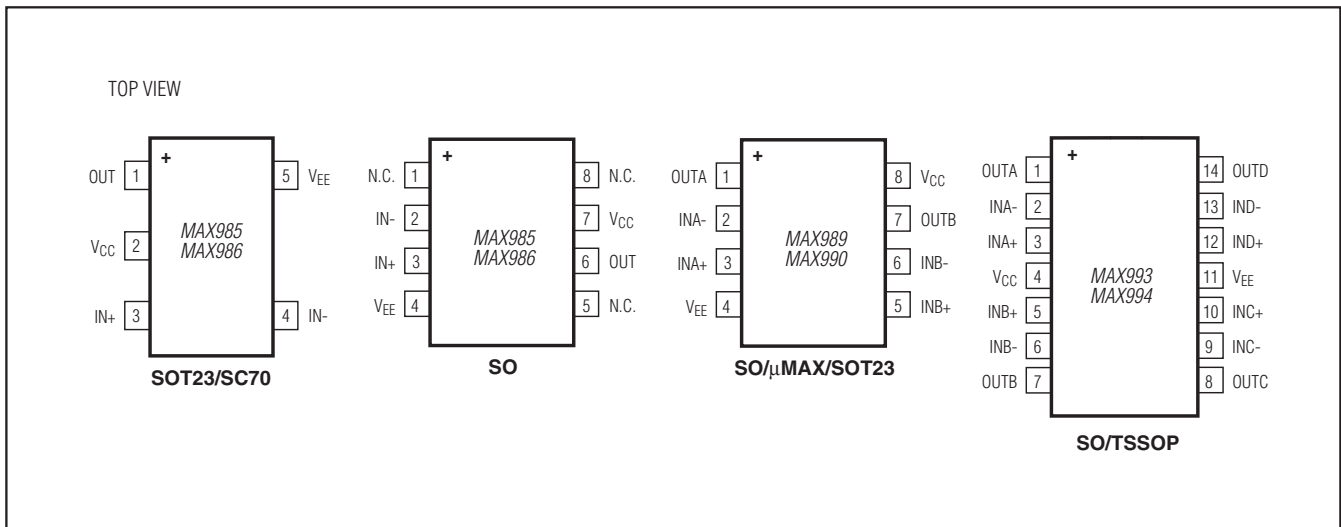 TOP VIEW
+
OUT 1
5 VEE
VCC 2
MAX985
MAX986
IN+ 3
4 IN-
SOT23/SC70
+
N.C. 1
8 N.C.
IN- 2
7 VCC
MAX985
MAX986
IN+ 3
6 OUT
VEE 4
5 N.C.
SO
+
OUTA 1
8 VCC
INA- 2
7 OUTB
MAX989
MAX990
INA+ 3
6 INB-
VEE 4
5 INB+
SO/μMAX/SOT23
+
OUTA 1
14 OUTD
INA- 2
13 IND-
INA+ 3
12 IND+
VCC 4
11 VEE
MAX993
MAX994
INB+ 5
10 INC+
INB- 6
9 INC-
OUTB 7
8 OUTC
SO/TSSOP